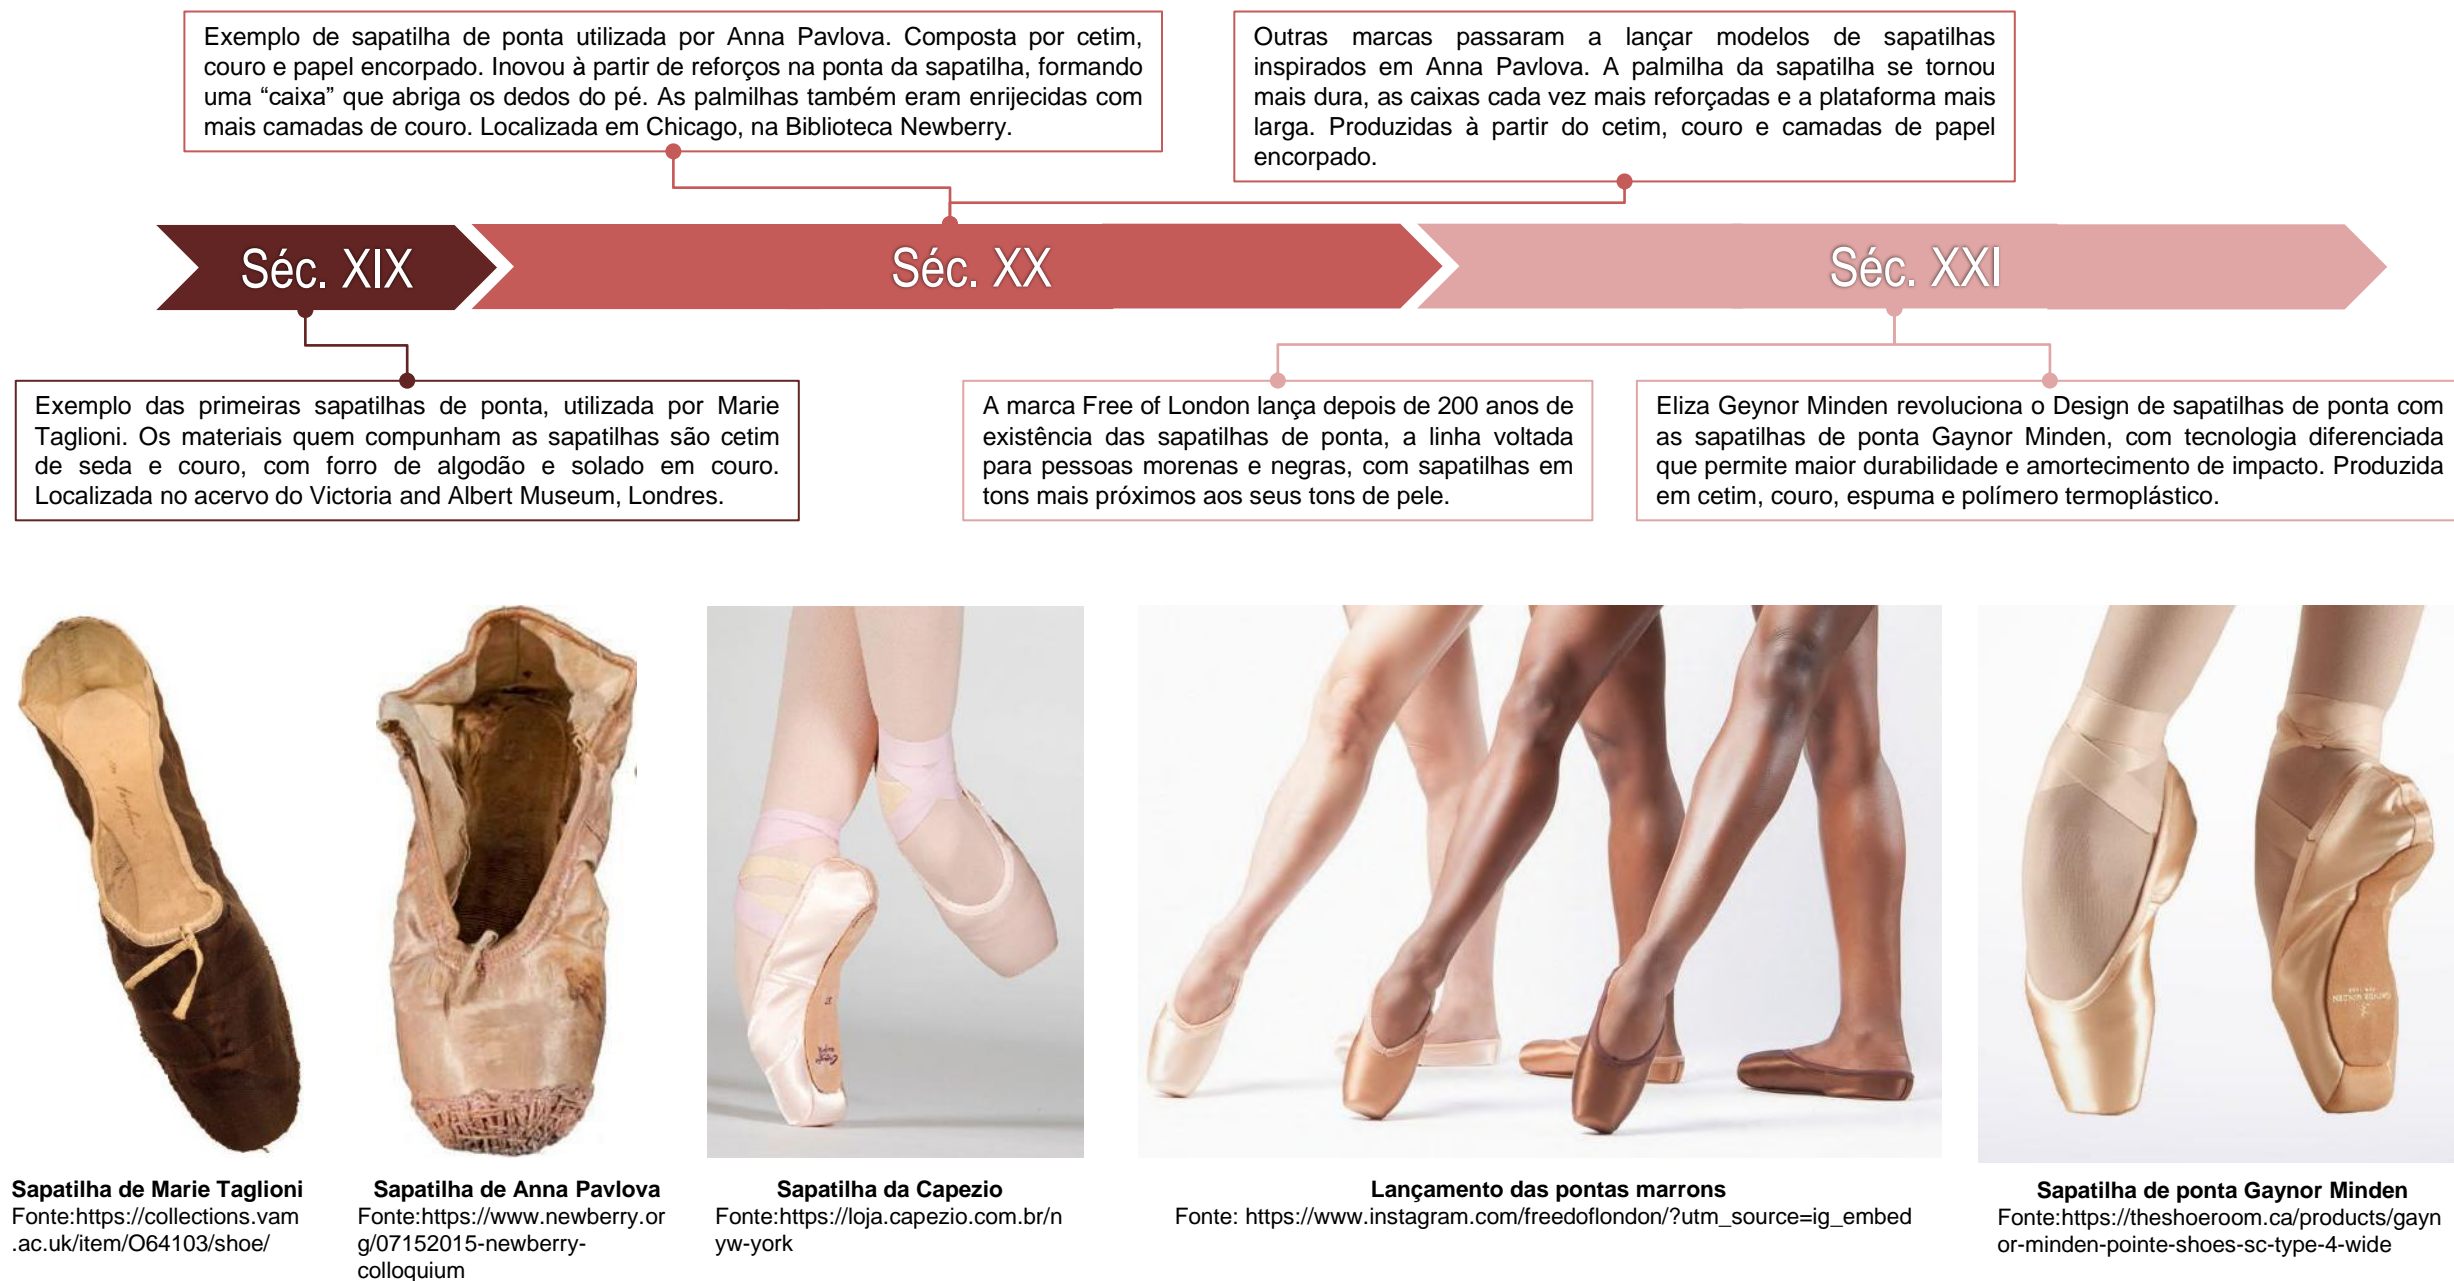 Exemplo de sapatilha de ponta utilizada por Anna Pavlova. Composta por cetim,
couro e papel encorpado. Inovou à partir de reforços na ponta da sapatilha, formando
uma “caixa” que abriga os dedos do pé. As palmilhas também eram enrijecidas com
mais camadas de couro. Localizada em Chicago, na Biblioteca Newberry.
Outras marcas passaram a lançar modelos de sapatilhas
inspirados em Anna Pavlova. A palmilha da sapatilha se tornou
mais dura, as caixas cada vez mais reforçadas e a plataforma mais
larga. Produzidas à partir do cetim, couro e camadas de papel
encorpado.
Séc. XIX
Séc. XX
Séc. XXI
Exemplo das primeiras sapatilhas de ponta, utilizada por Marie
Taglioni. Os materiais quem compunham as sapatilhas são cetim
de seda e couro, com forro de algodão e solado em couro.
Localizada no acervo do Victoria and Albert Museum, Londres.
A marca Free of London lança depois de 200 anos de
existência das sapatilhas de ponta, a linha voltada
para pessoas morenas e negras, com sapatilhas em
tons mais próximos aos seus tons de pele.
Eliza Geynor Minden revoluciona o Design de sapatilhas de ponta com
as sapatilhas de ponta Gaynor Minden, com tecnologia diferenciada
que permite maior durabilidade e amortecimento de impacto. Produzida
em cetim, couro, espuma e polímero termoplástico.
GAYNOR MINDEN
Sapatilha de Marie Taglioni
Fonte:https://collections.vam
.ac.uk/item/O64103/shoe/
Sapatilha de Anna Pavlova
Fonte:https://www.newberry.or
g/07152015-newberry-
colloquium
Sapatilha da Capezio
Fonte:https://loja.capezio.com.br/n
yw-york
Lançamento das pontas marrons
Fonte: https://www.instagram.com/freedoflondon/?utm_source=ig_embed
Sapatilha de ponta Gaynor Minden
Fonte:https://theshoeroom.ca/products/gayn
or-minden-pointe-shoes-sc-type-4-wide